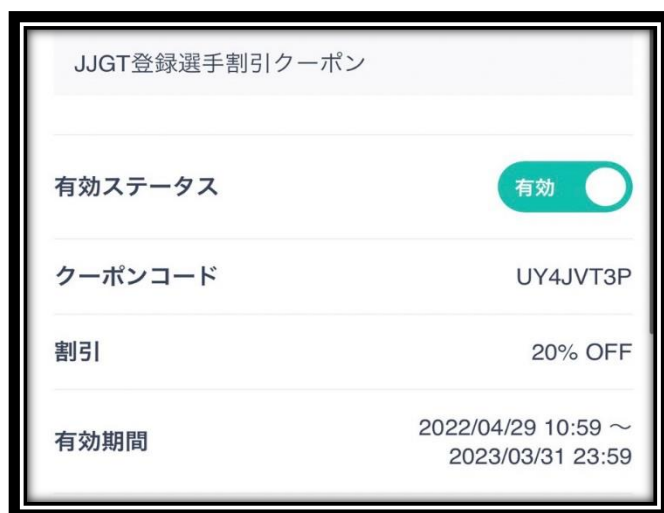 JJGT登録選手割引クーポン
有効ステータス
有効
クーポンコード
UY4JVT3P
割引
20% OFF
有効期間
2022/04/29 10:59 ～
2023/03/31 23:59